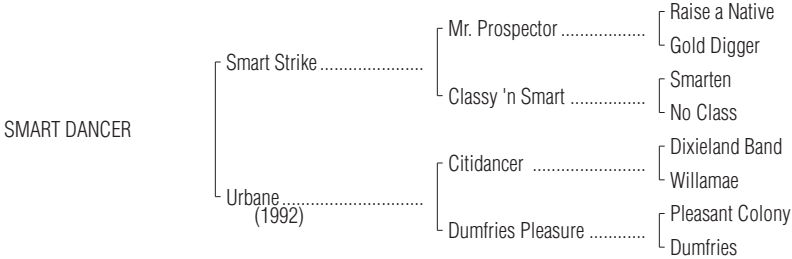 Raise a Native
Mr. Prospector ..................
Gold Digger
Smart Strike ......................
Smarten
Classy 'n Smart ................
No Class
SMART DANCER
Dixieland Band
Citidancer ........................
Willamae
Urbane ..............................
(1992)
Pleasant Colony
Dumfries Pleasure ............
Dumfries